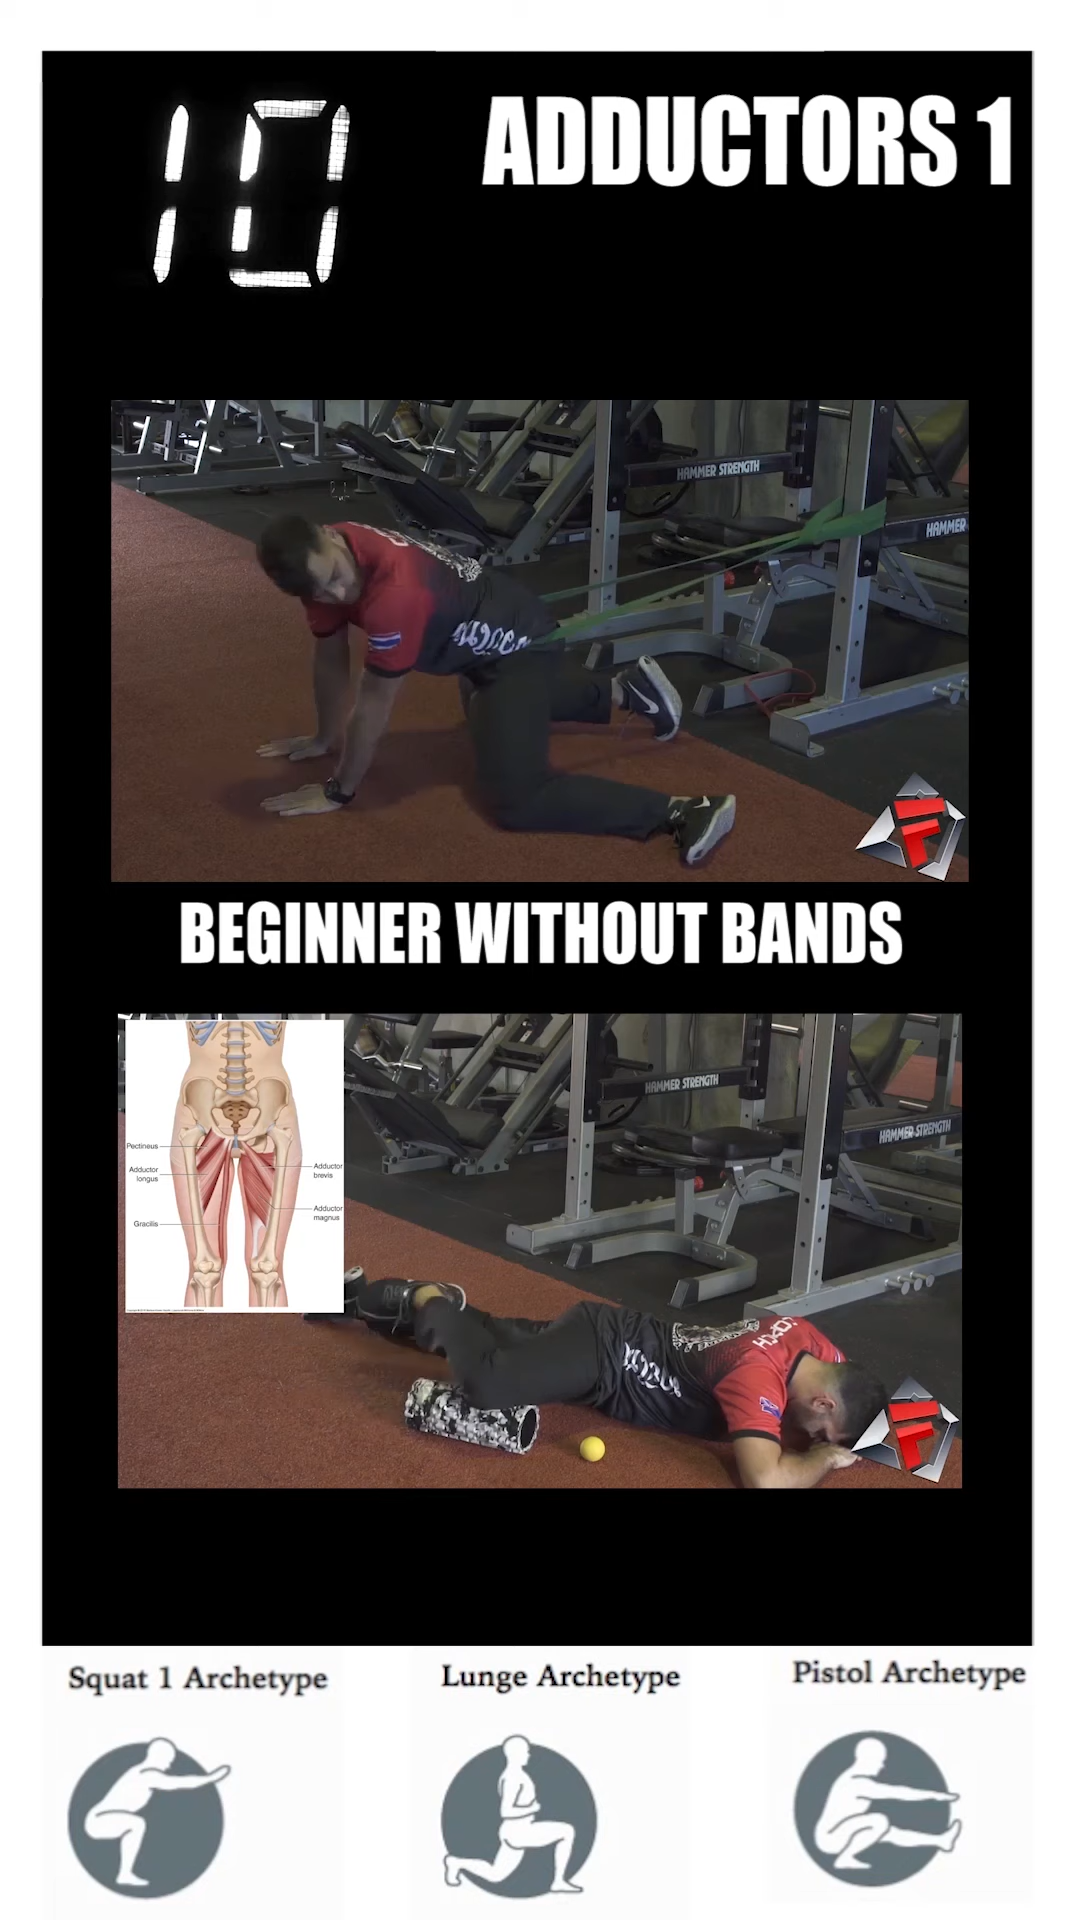 10
ADDUCTORS 1
HAMMER STRENGTH
HAMMER
BEGINNER WITHOUT BANDS
Pectineus
Adductor
longus
Gracilis
Adductor
brevis
Adductor
magnus
HAMMER STRENGTH
HAMMER STRENGTH
COACH
Squat 1 Archetype
Lunge Archetype
Pistol Archetype